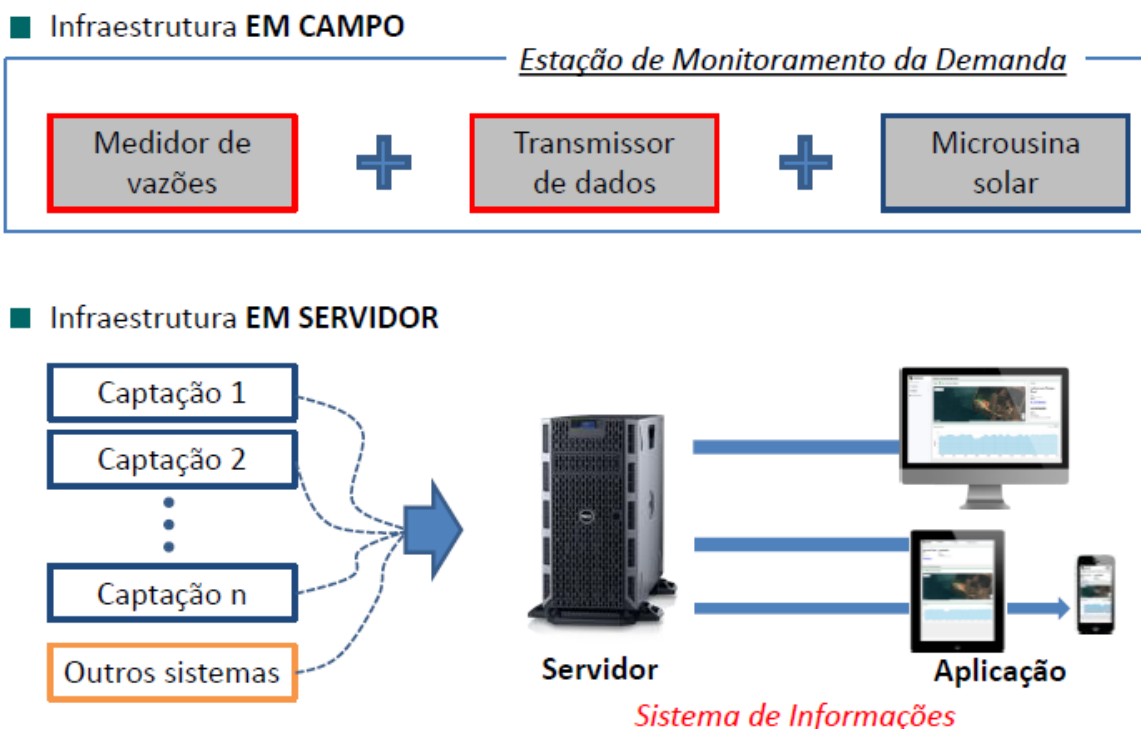 Infraestrutura EM CAMPO
Estação de Monitoramento da Demanda
Medidor de
vazões
Transmissor
de dados
Microusina
solar
Infraestrutura EM SERVIDOR
Captação 1
Captação 2
Captação n
Outros sistemas
Servidor
Aplicação
Sistema de Informações